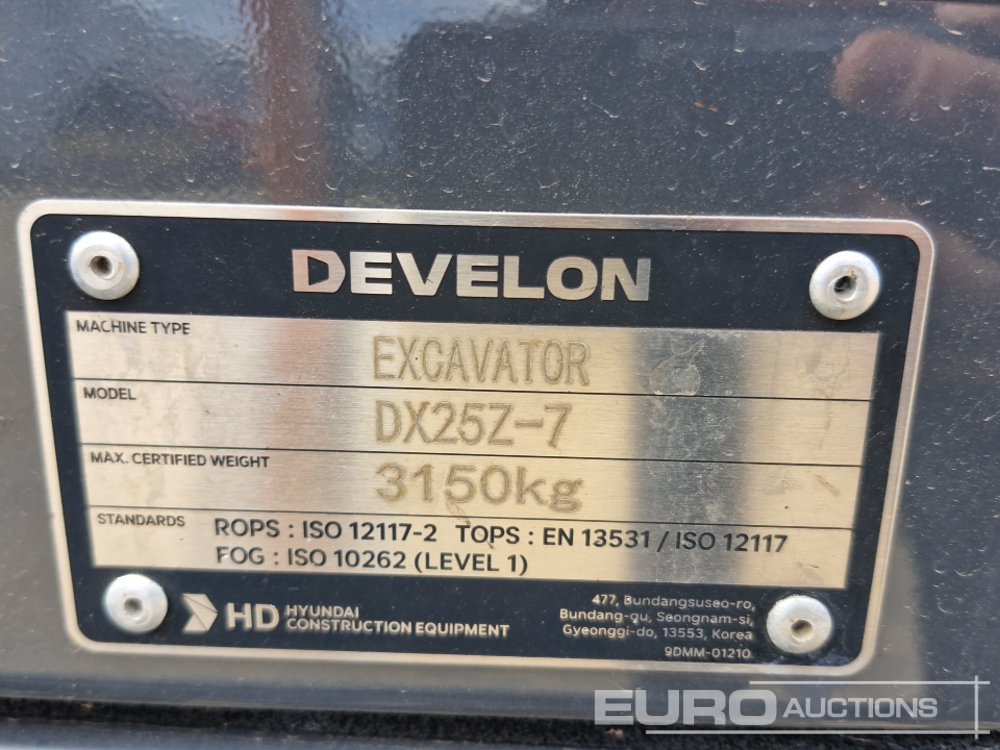 DEVELON
MACHINE TYPE
EXCAVATOR
MODEL
DX25Z-7
MAX. CERTIFIED WEIGHT
3150kg
STANDARDS
ROPS : ISO 12117-2 TOPS : EN 13531 / ISO 12117
FOG : ISO 10262 (LEVEL 1)
HD HYUNDAI
CONSTRUCTION EQUIPMENT
477, Bundangsuseo-ro,
Bundang-gu, Seongnam-si,
Gyeonggi-do, 13553, Korea
9DMM-01210
EURO AUCTIONS